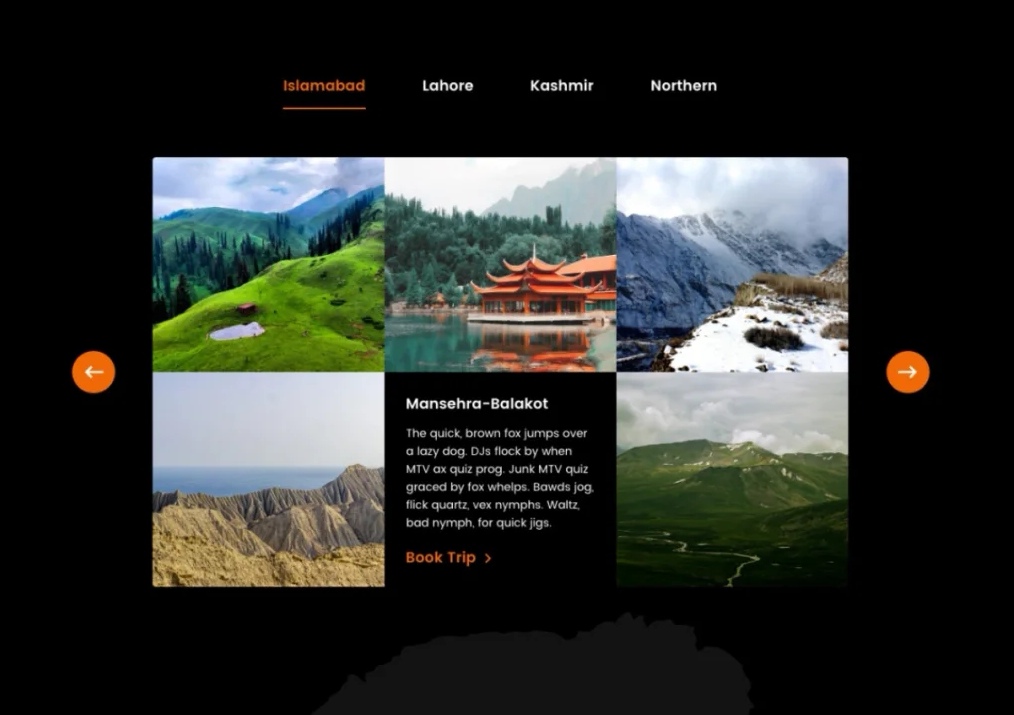 Islamabad Lahore Kashmir Northern
Mansehra-Balakot
The quick, brown fox jumps over
a lazy dog. DJs flock by when
MTV ax quiz prog. Junk MTV quiz
graced by fox whelps. Bawds jog,
flick quartz, vex nymphs. Waltz,
bad nymph, for quick jigs.
Book Trip